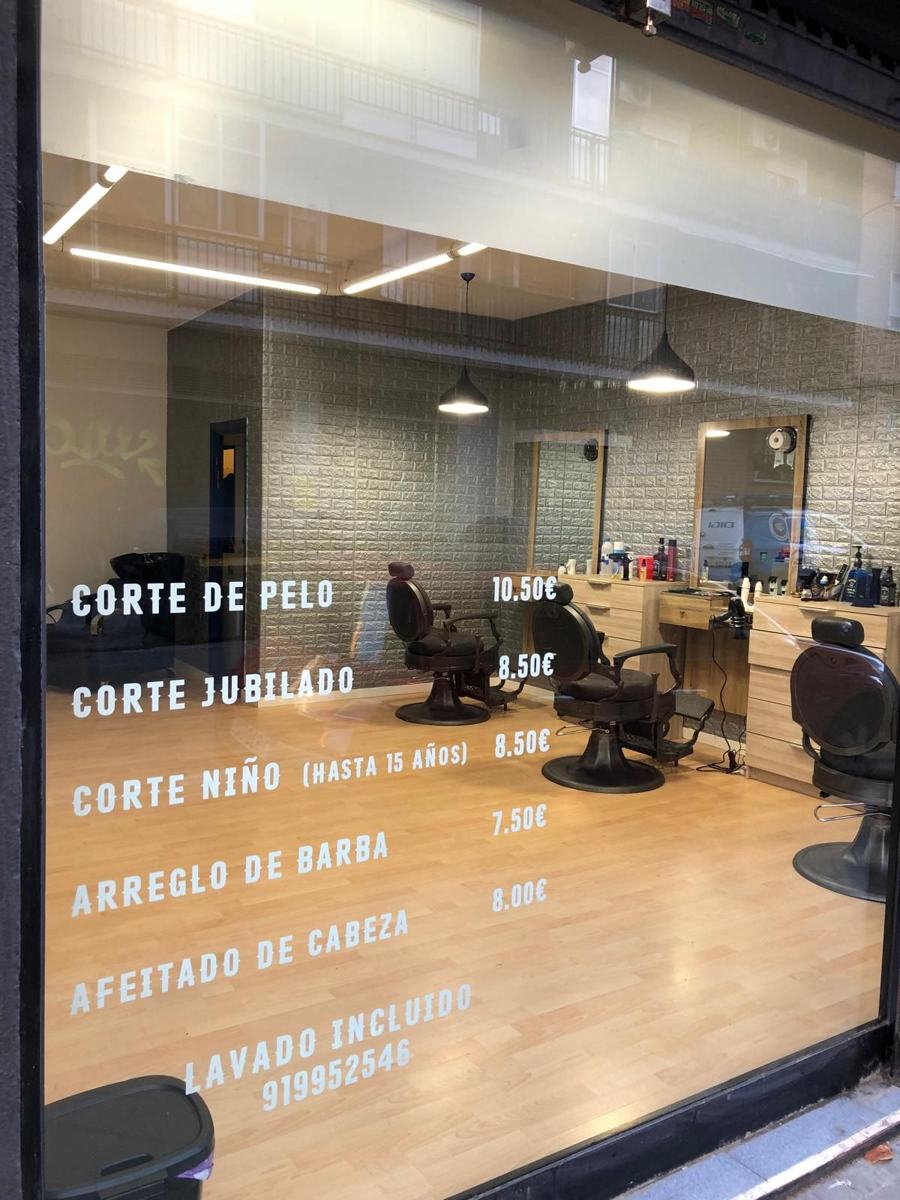 CORTE DE PELO 10.50€
CORTE JUBILADO 8.50€
CORTE NIÑO (HASTA 15 AÑOS) 8.50€
ARREGLO DE BARBA 7.50€
AFEITADO DE CABEZA 8.00€
LAVADO INCLUIDO
919952546
DIGI